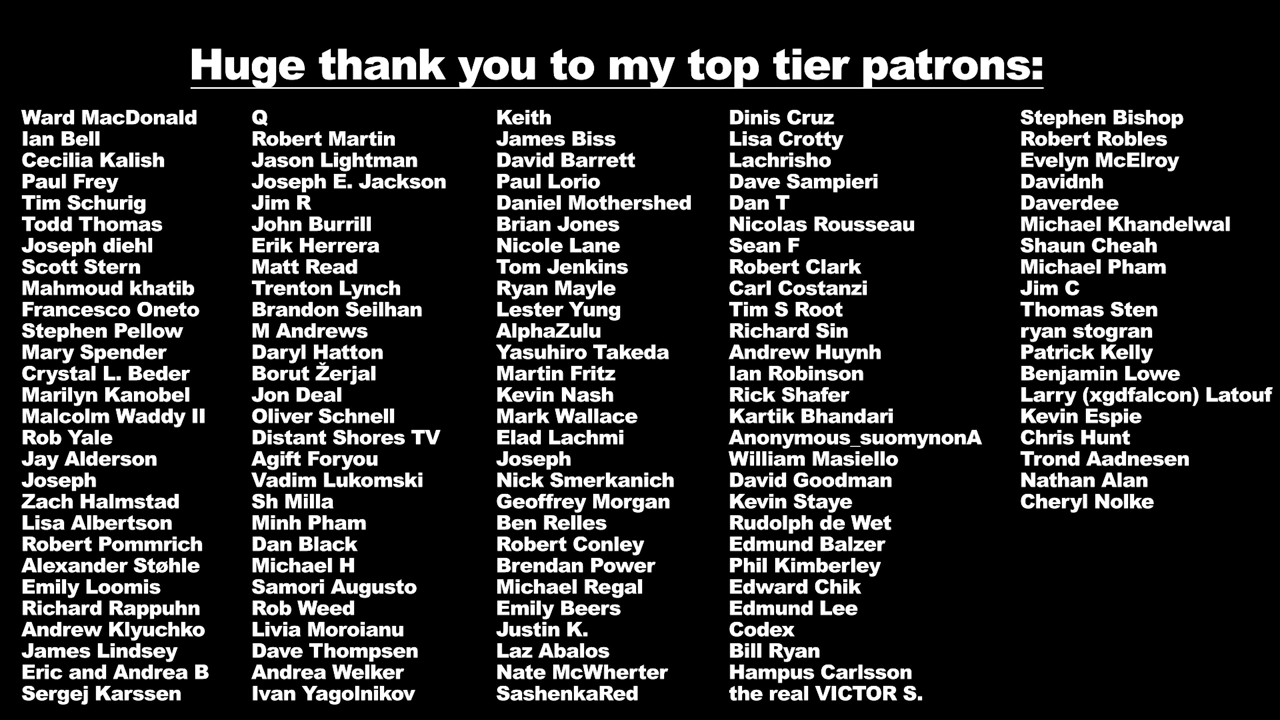 Huge thank you to my top tier patrons:
Ward MacDonald
Ian Bell
Cecilia Kalish
Paul Frey
Tim Schurig
Todd Thomas
Joseph diehl
Scott Stern
Mahmoud khatib
Francesco Oneto
Stephen Pellow
Mary Spender
Crystal L. Beder
Marilyn Kanobel
Malcolm Waddy II
Rob Yale
Jay Alderson
Joseph
Zach Halmstad
Lisa Albertson
Robert Pommrich
Alexander Støhle
Emily Loomis
Richard Rappuhn
Andrew Klyuchko
James Lindsey
Eric and Andrea B
Sergej Karssen
Q
Robert Martin
Jason Lightman
Joseph E. Jackson
Jim R
John Burrill
Erik Herrera
Matt Read
Trenton Lynch
Brandon Seilhan
M Andrews
Daryl Hatton
Borut Žerjal
Jon Deal
Oliver Schnell
Distant Shores TV
Agift Foryou
Vadim Lukomski
Sh Milla
Minh Pham
Dan Black
Michael H
Samori Augusto
Rob Weed
Livia Moroianu
Dave Thompsen
Andrea Welker
Ivan Yagolnikov
Keith
James Biss
David Barrett
Paul Lorio
Daniel Mothershed
Brian Jones
Nicole Lane
Tom Jenkins
Ryan Mayle
Lester Yung
AlphaZulu
Yasuhiro Takeda
Martin Fritz
Kevin Nash
Mark Wallace
Elad Lachmi
Joseph
Nick Smerkanich
Geoffrey Morgan
Ben Relles
Robert Conley
Brendan Power
Michael Regal
Emily Beers
Justin K.
Laz Abalos
Nate McWherter
SashenkaRed
Dinis Cruz
Lisa Crotty
Lachrisho
Dave Sampieri
Dan T
Nicolas Rousseau
Sean F
Robert Clark
Carl Costanzi
Tim S Root
Richard Sin
Andrew Huynh
Ian Robinson
Rick Shafer
Kartik Bhandari
Anonymous_suomynonA
William Masiello
David Goodman
Kevin Staye
Rudolph de Wet
Edmund Balzer
Phil Kimberley
Edward Chik
Edmund Lee
Codex
Bill Ryan
Hampus Carlsson
the real VICTOR S.
Stephen Bishop
Robert Robles
Evelyn McElroy
Davidnh
Daverdee
Michael Khandelwal
Shaun Cheah
Michael Pham
Jim C
Thomas Sten
ryan stogran
Patrick Kelly
Benjamin Lowe
Larry (xgdfalcon) Latouf
Kevin Espie
Chris Hunt
Trond Aadnesen
Nathan Alan
Cheryl Nolke